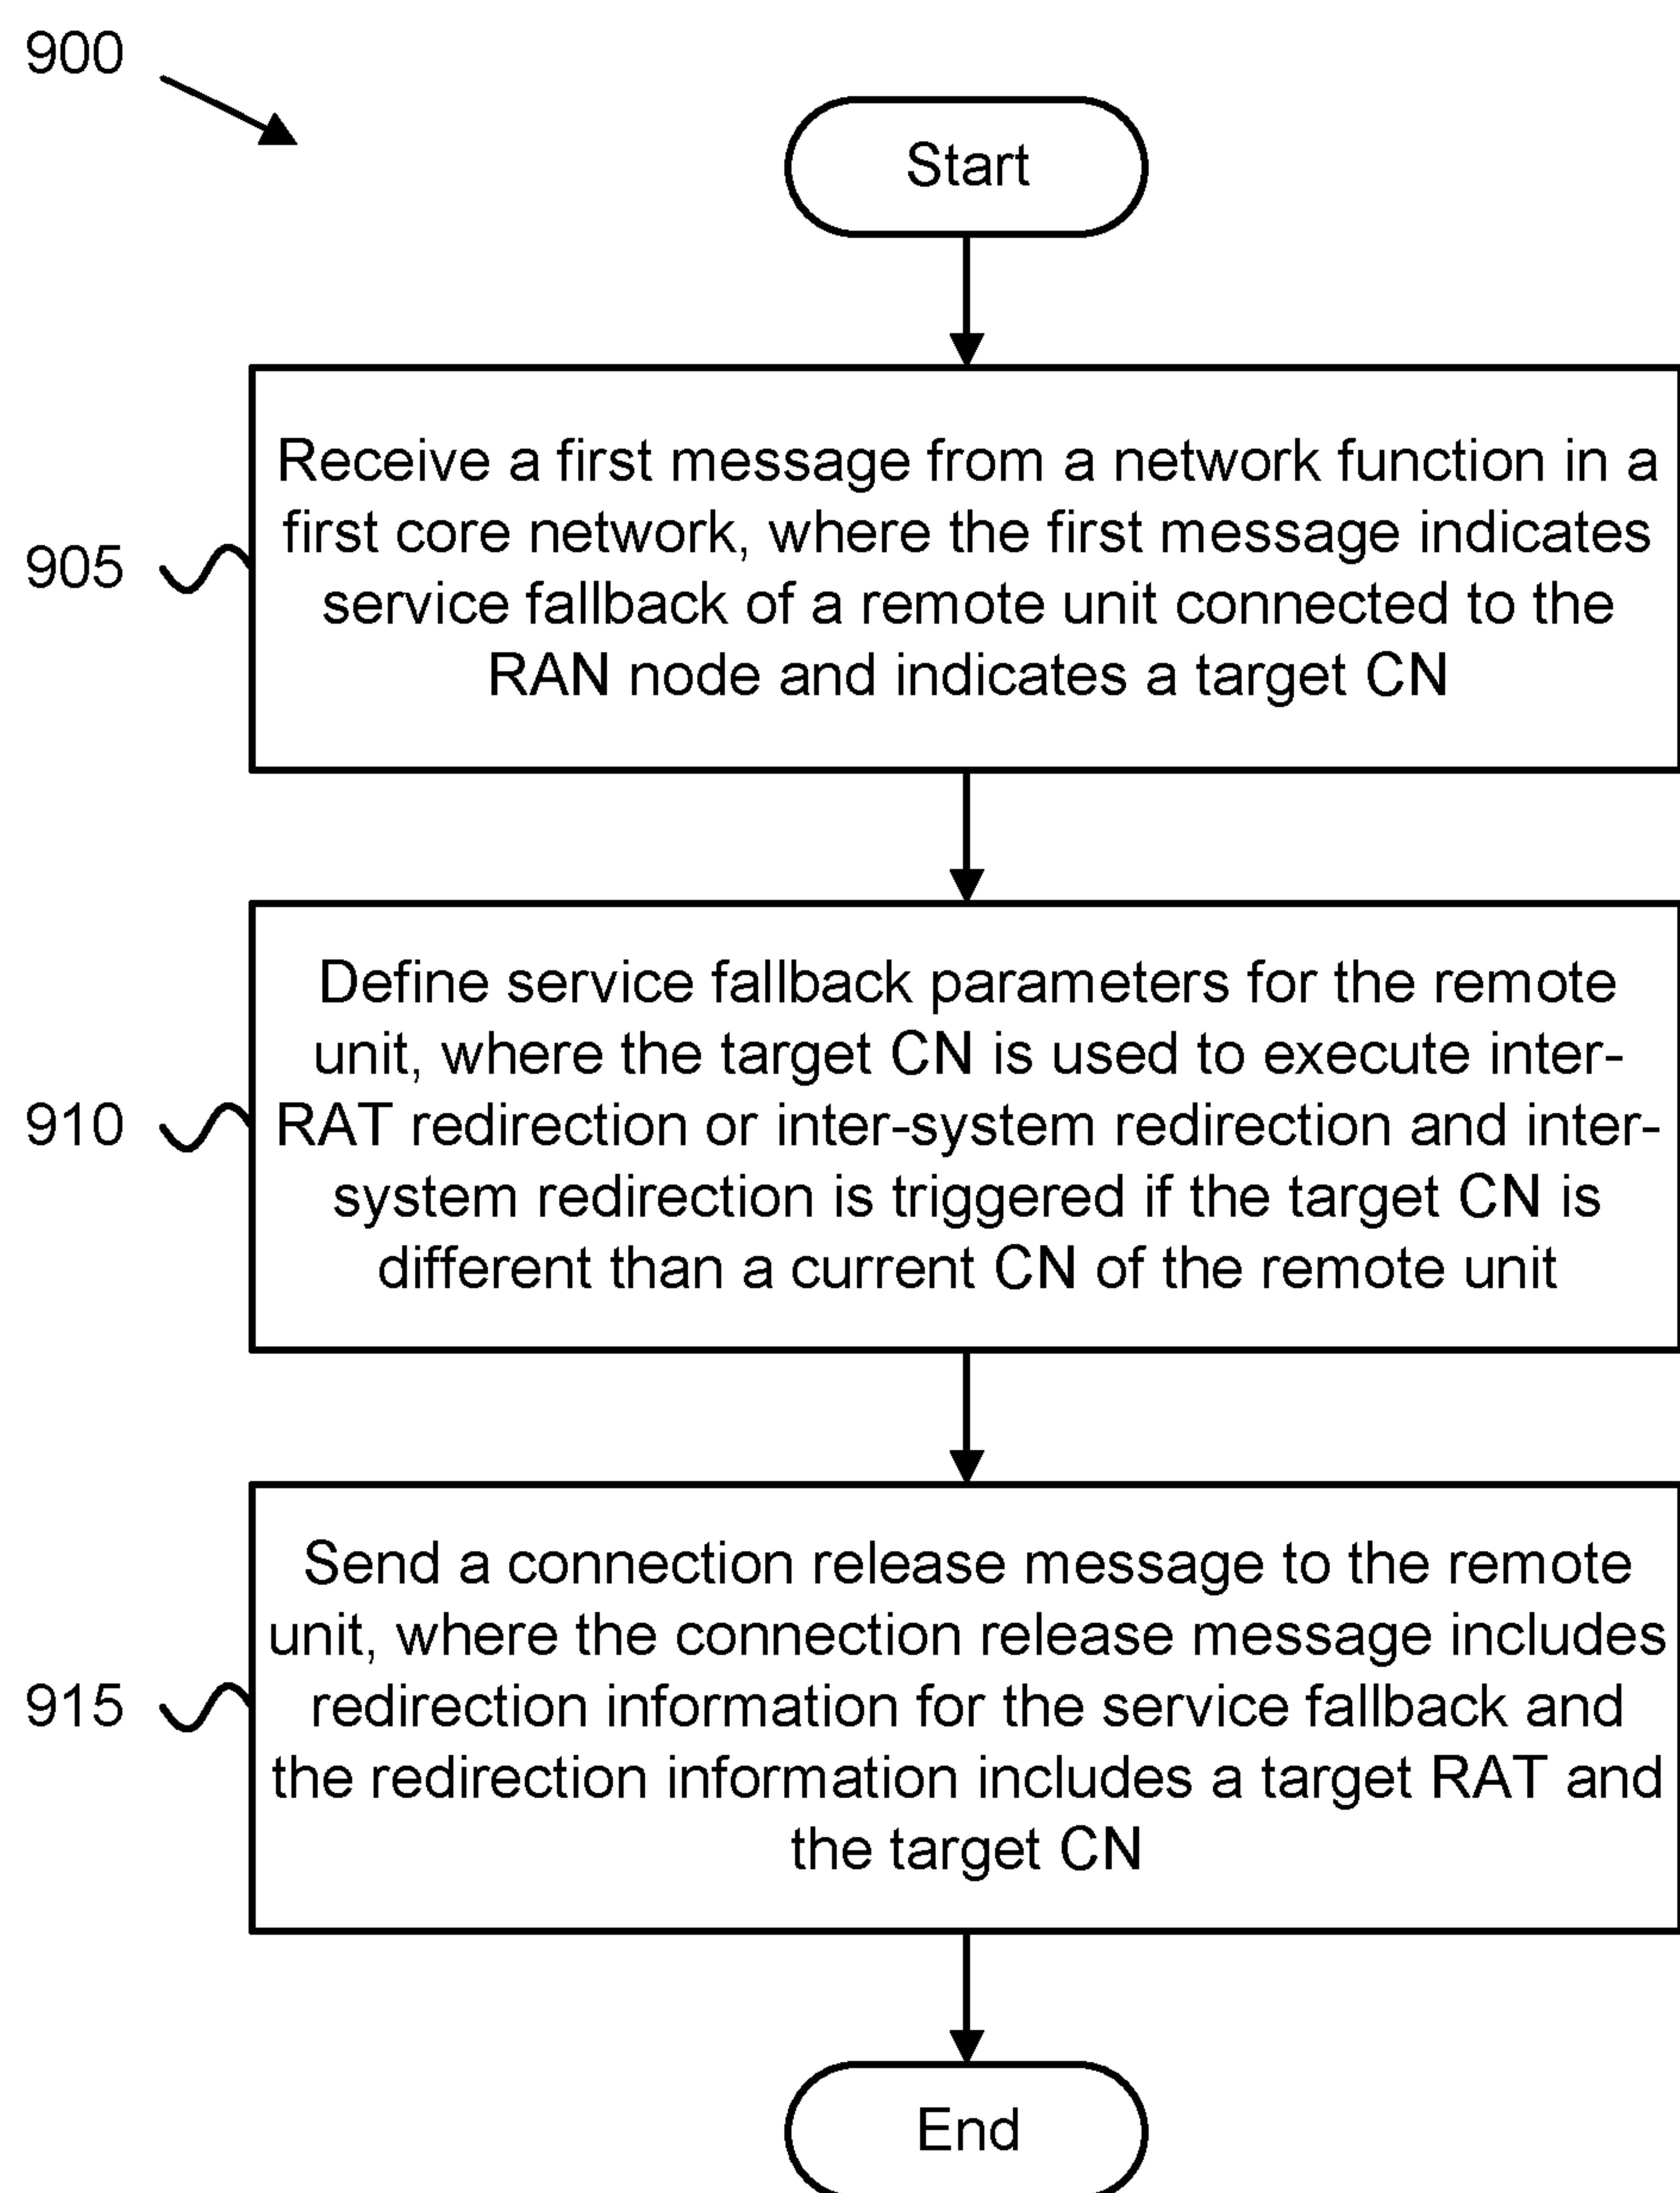 900
Start
Receive a first message from a network function in a
first core network, where the first message indicates
service fallback of a remote unit connected to the
RAN node and indicates a target CN
905
Define service fallback parameters for the remote
unit, where the target CN is used to execute inter-
RAT redirection or inter-system redirection and inter-
system redirection is triggered if the target CN is
different than a current CN of the remote unit
910
Send a connection release message to the remote
unit, where the connection release message includes
redirection information for the service fallback and
the redirection information includes a target RAT and
the target CN
915
End